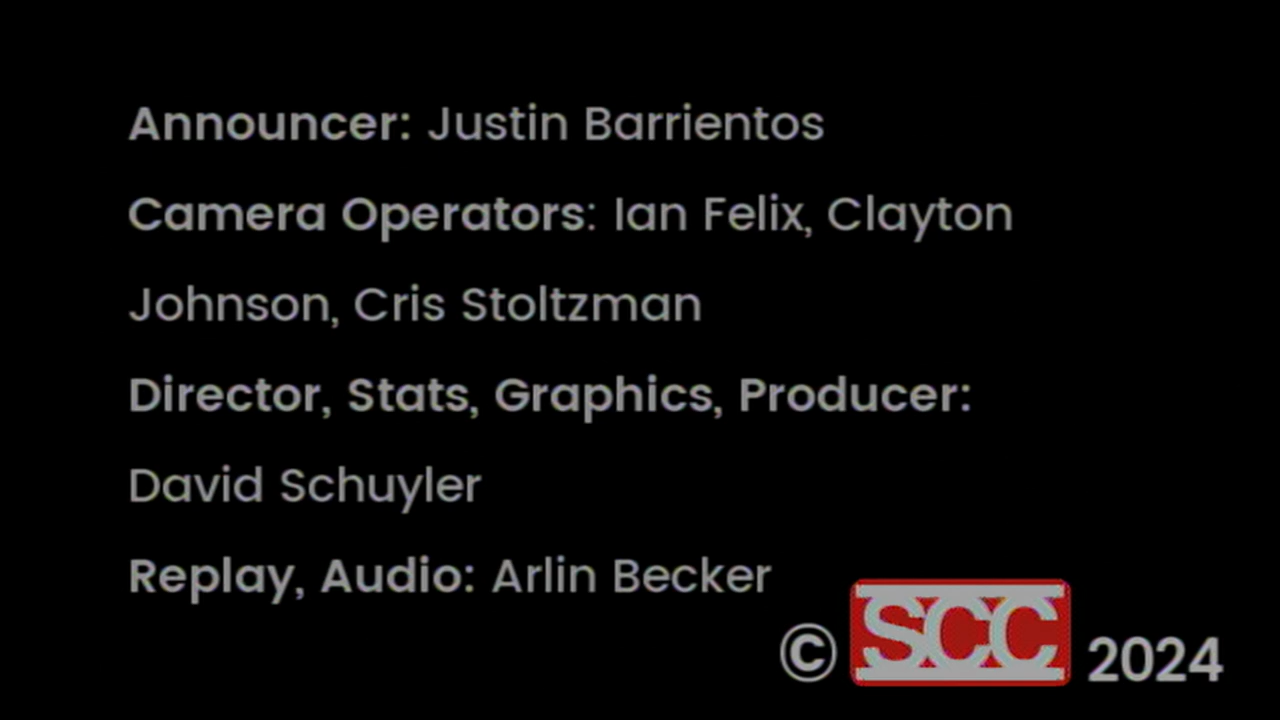 Announcer: Justin Barrientos
Camera Operators: Ian Felix, Clayton
Johnson, Cris Stoltzman
Director, Stats, Graphics, Producer:
David Schuyler
Replay, Audio: Arlin Becker
© SCC 2024